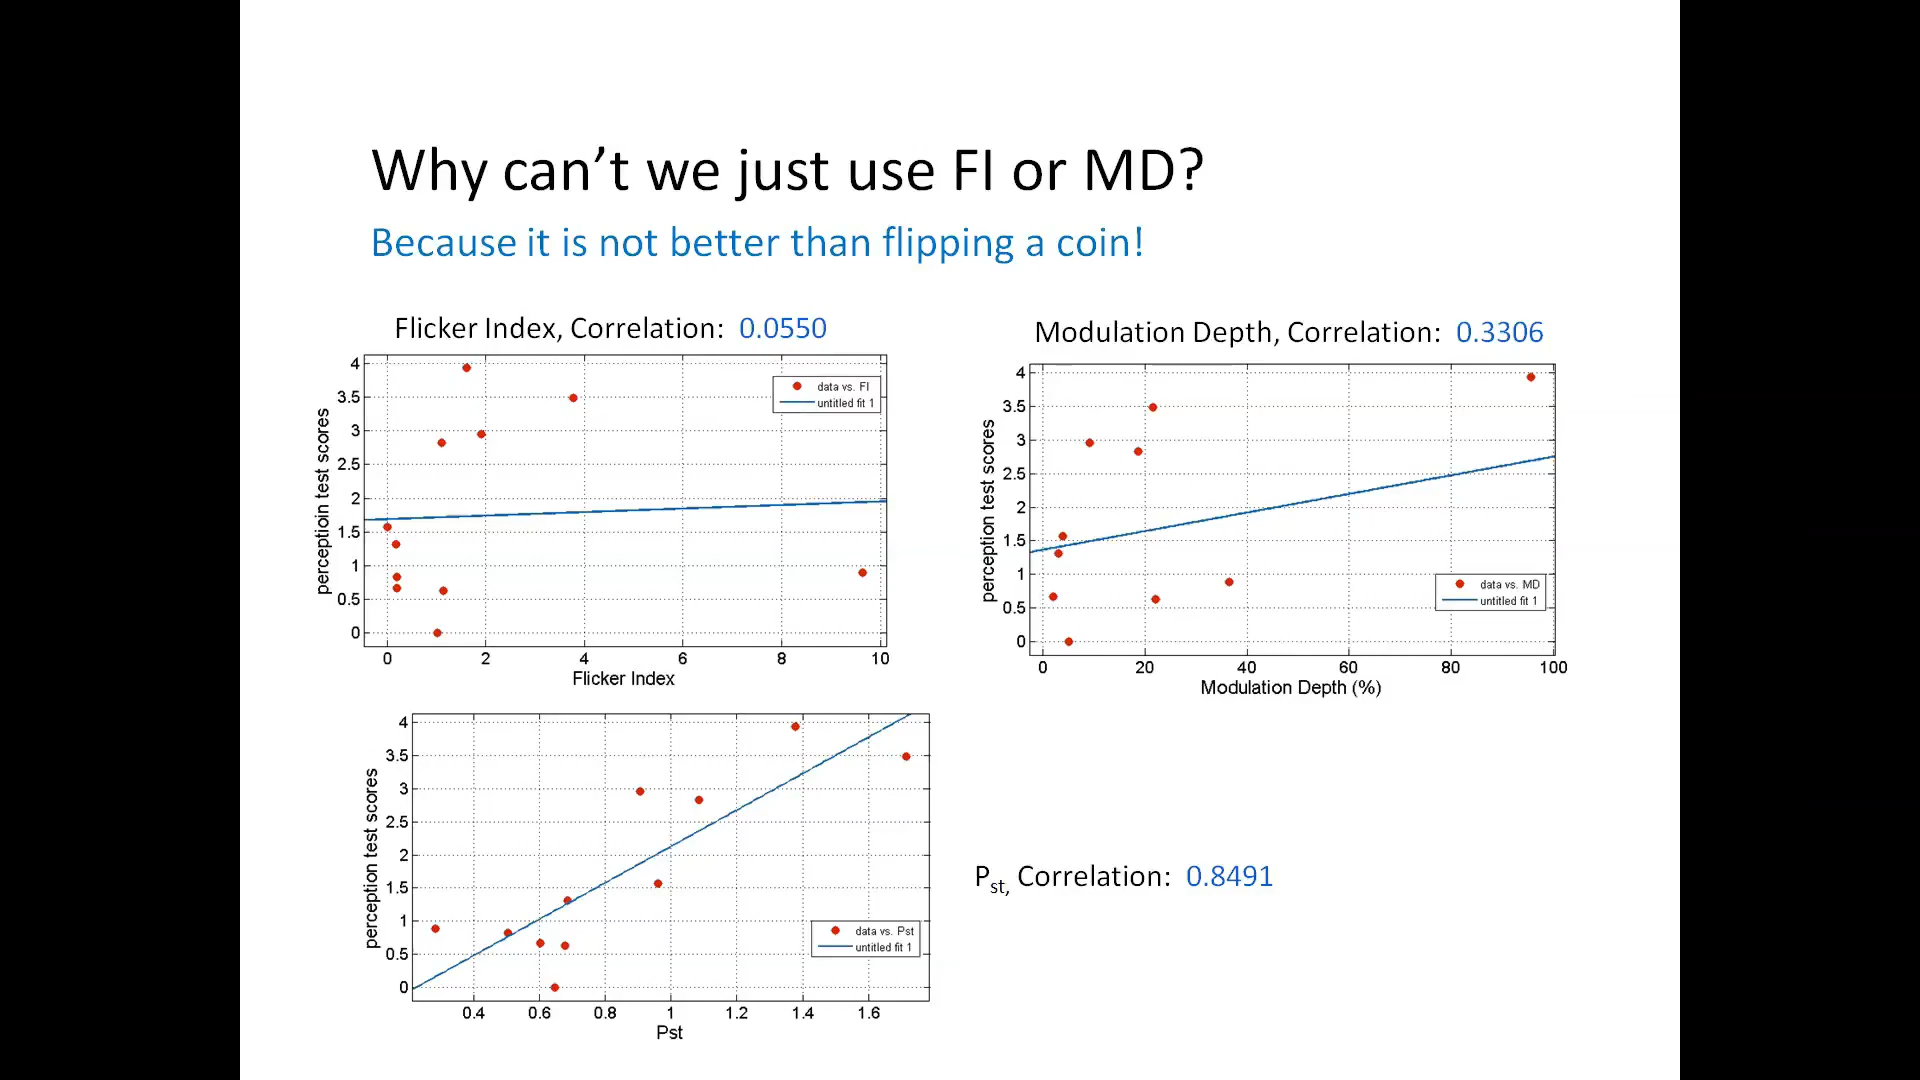 Why can't we just use FI or MD?
Because it is not better than flipping a coin!
Flicker Index, Correlation: 0.0550
perceptioin test scores
4
3.5
3
2.5
2
1.5
1
0.5
0
data vs. FI
untitled fit 1
0 2 4 6 8 10
Flicker Index
Modulation Depth, Correlation: 0.3306
perception test scores
4
3.5
3
2.5
2
1.5
1
0.5
0
data vs. MD
untitled fit 1
0 20 40 60 80 100
Modulation Depth (%)
perception test scores
4
3.5
3
2.5
2
1.5
1
0.5
0
data vs. Pst
untitled fit 1
0.4 0.6 0.8 1 1.2 1.4 1.6
Pst
Pst, Correlation: 0.8491